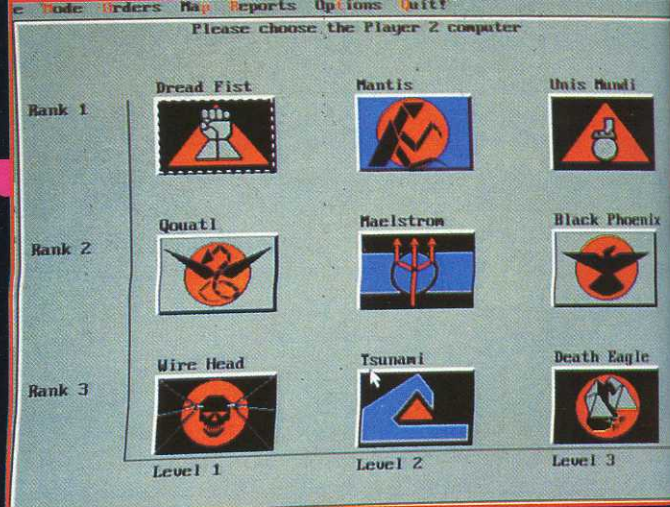 e Mode Orders Map Reports Options Quit!
Please choose the Player 2 computer
Dread Fist Mantis Unis Mundi
Rank 1
Qouatl Maelstrom Black Phoenix
Rank 2
Wire Head Tsunami Death Eagle
Rank 3
Level 1 Level 2 Level 3